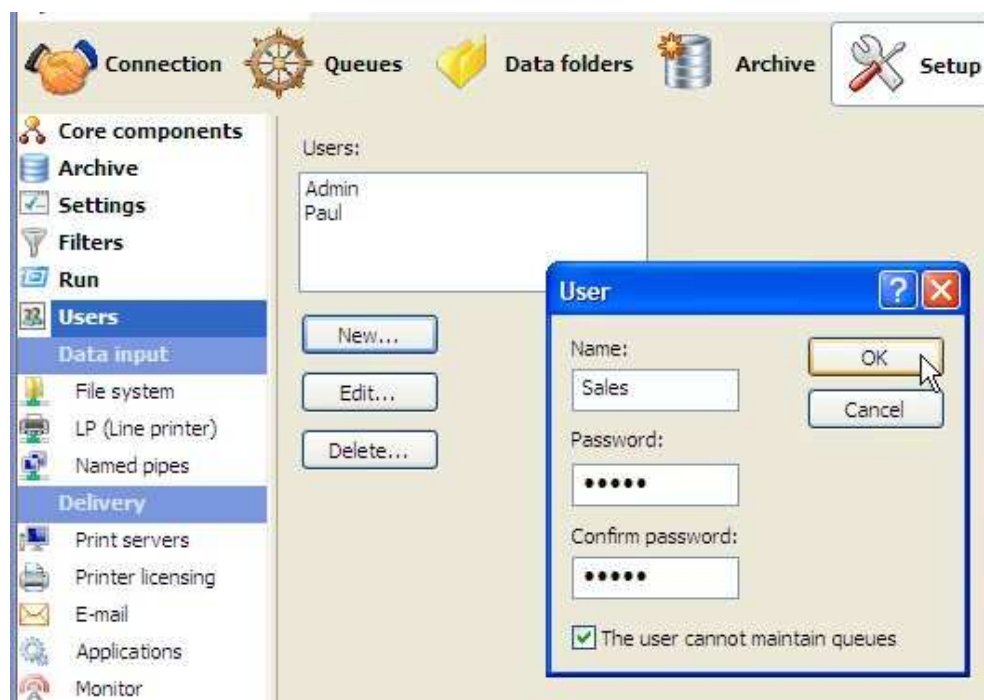 Connection Queues Data folders Archive Setup
Core components
Archive
Settings
Filters
Run
Users
Data input
File system
LP (Line printer)
Named pipes
Delivery
Print servers
Printer licensing
E-mail
Applications
Monitor
Users:
Admin
Paul
New...
Edit...
Delete...
User
?
Name:
Sales
Password:
•••••
Confirm password:
•••••
The user cannot maintain queues
OK
Cancel